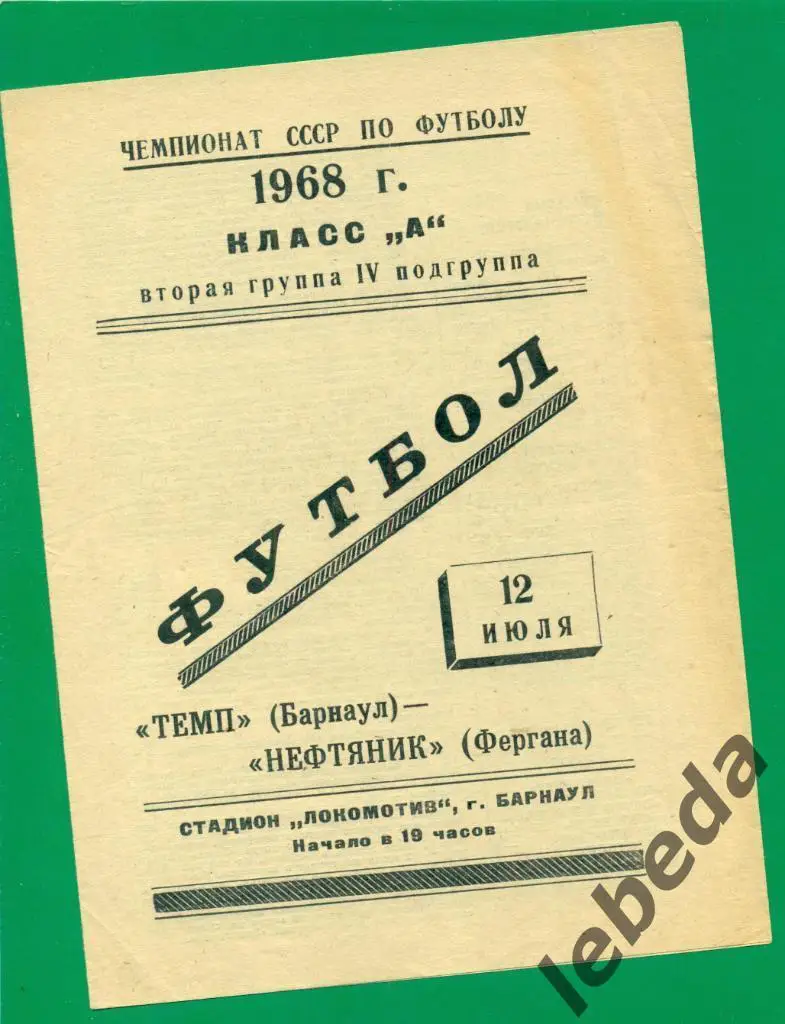 ЧЕМПИОНАТ СССР ПО ФУТБОЛУ
1968 г.
КЛАСС „А“
вторая группа IV подгруппа
ФУТБОЛ
12
ИЮЛЯ
«ТЕМП» (Барнаул)—
«НЕФТЯНИК» (Фергана)
СТАДИОН „ЛОКОМОТИВ“, г. БАРНАУЛ
Начало в 19 часов
lebeda